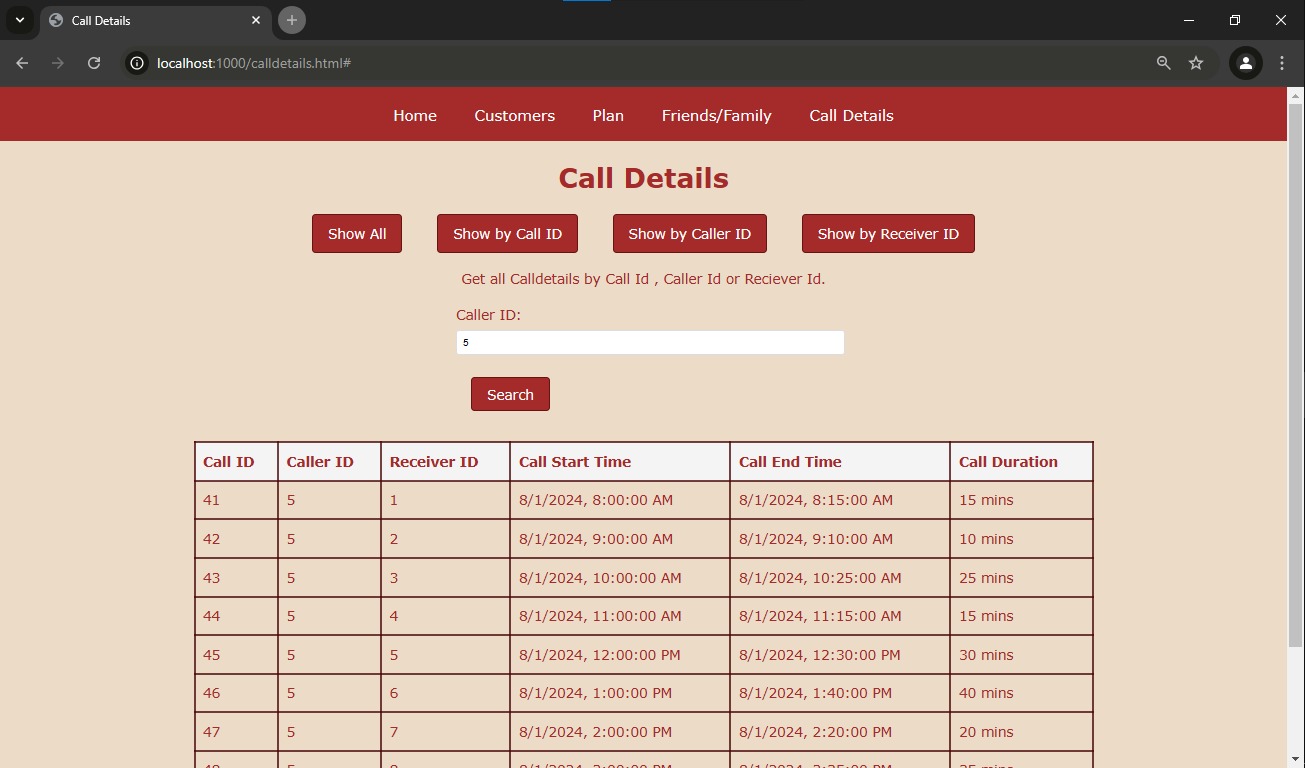 Call Details
localhost:1000/calldetails.html#
Home Customers Plan Friends/Family Call Details
Call Details
Show All Show by Call ID Show by Caller ID Show by Receiver ID
Get all Calldetails by Call Id , Caller Id or Reciever Id.
Caller ID:
5
Search
Call ID Caller ID Receiver ID Call Start Time Call End Time Call Duration
41 5 1 8/1/2024, 8:00:00 AM 8/1/2024, 8:15:00 AM 15 mins
42 5 2 8/1/2024, 9:00:00 AM 8/1/2024, 9:10:00 AM 10 mins
43 5 3 8/1/2024, 10:00:00 AM 8/1/2024, 10:25:00 AM 25 mins
44 5 4 8/1/2024, 11:00:00 AM 8/1/2024, 11:15:00 AM 15 mins
45 5 5 8/1/2024, 12:00:00 PM 8/1/2024, 12:30:00 PM 30 mins
46 5 6 8/1/2024, 1:00:00 PM 8/1/2024, 1:40:00 PM 40 mins
47 5 7 8/1/2024, 2:00:00 PM 8/1/2024, 2:20:00 PM 20 mins